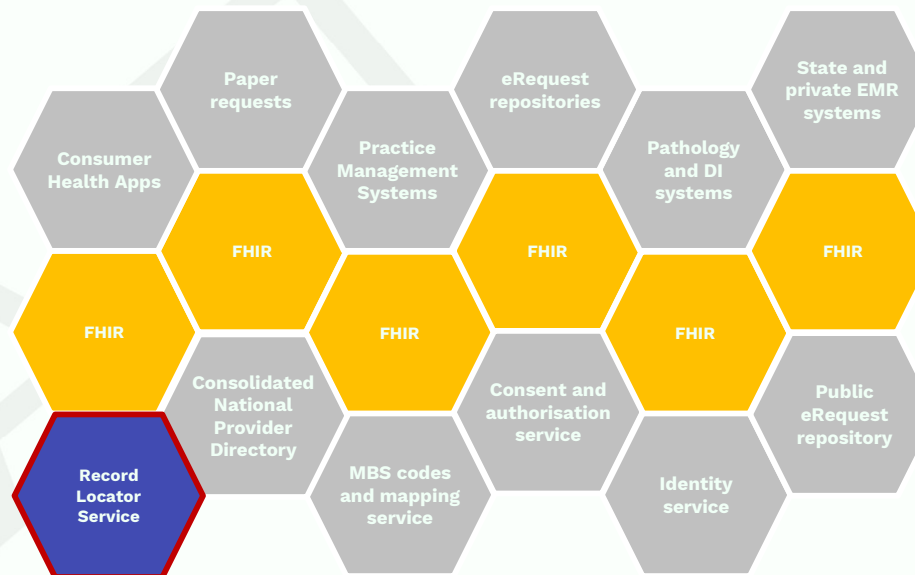 Paper
requests
eRequest
repositories
State and
private EMR
systems
Consumer
Health Apps
Practice
Management
Systems
Pathology
and DI
systems
FHIR
FHIR
FHIR
FHIR
FHIR
FHIR
Consolidated
National
Provider
Directory
Consent and
authorisation
service
Public
eRequest
repository
Record
Locator
Service
MBS codes
and mapping
service
Identity
service